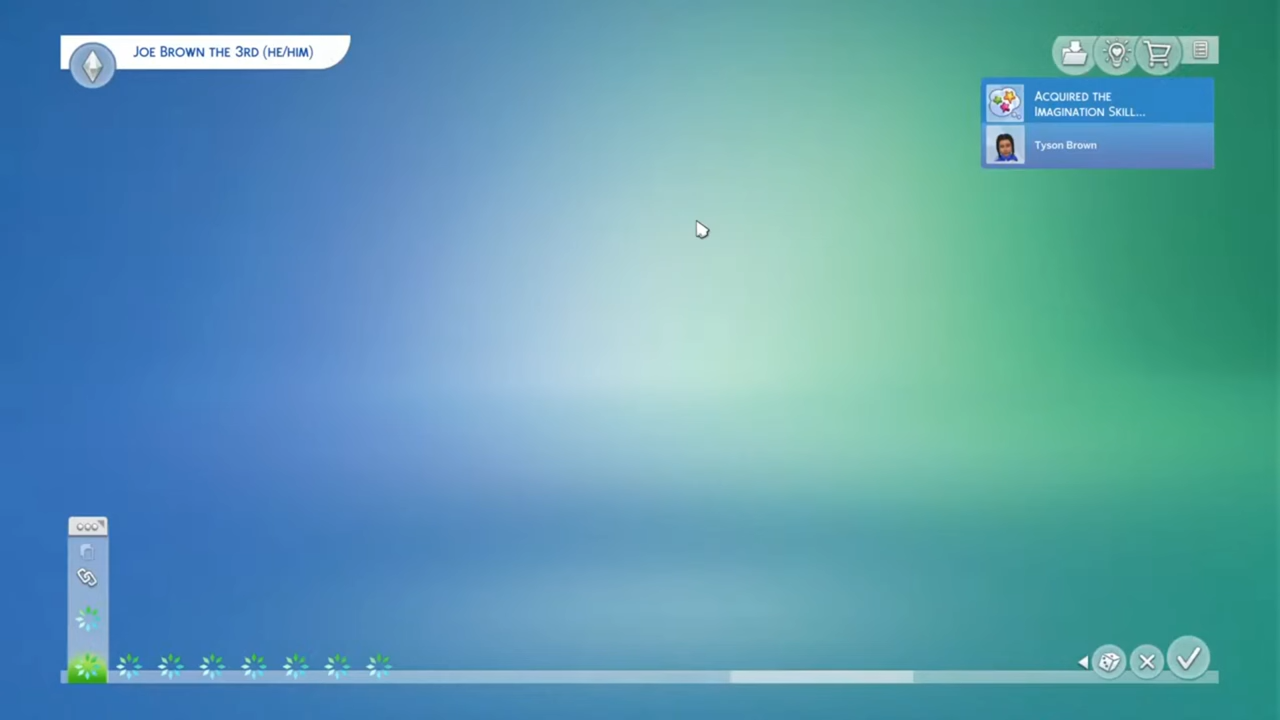 Joe Brown the 3rd (he/him)
Acquired the
Imagination Skill...
Tyson Brown